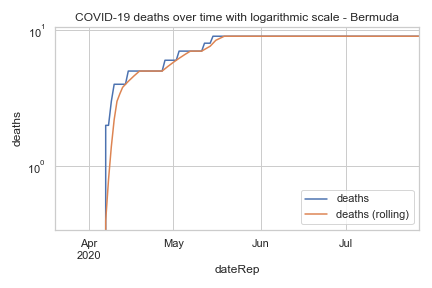 COVID-19 deaths over time with logarithmic scale - Bermuda
10¹
10⁰
deaths
deaths
deaths (rolling)
Apr
2020
May
Jun
Jul
dateRep